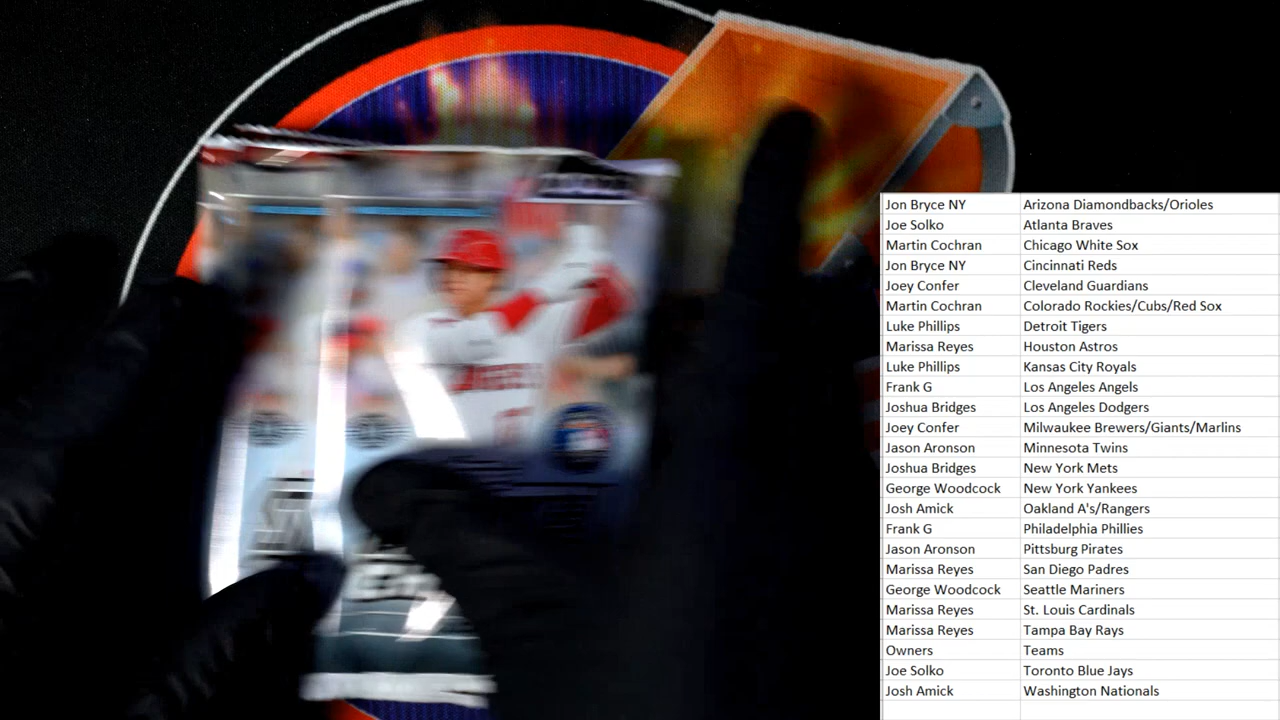 Jon Bryce NY Arizona Diamondbacks/Orioles
Joe Solko Atlanta Braves
Martin Cochran Chicago White Sox
Jon Bryce NY Cincinnati Reds
Joey Confer Cleveland Guardians
Martin Cochran Colorado Rockies/Cubs/Red Sox
Luke Phillips Detroit Tigers
Marissa Reyes Houston Astros
Luke Phillips Kansas City Royals
Frank G Los Angeles Angels
Joshua Bridges Los Angeles Dodgers
Joey Confer Milwaukee Brewers/Giants/Marlins
Jason Aronson Minnesota Twins
Joshua Bridges New York Mets
George Woodcock New York Yankees
Josh Amick Oakland A's/Rangers
Frank G Philadelphia Phillies
Jason Aronson Pittsburg Pirates
Marissa Reyes San Diego Padres
George Woodcock Seattle Mariners
Marissa Reyes St. Louis Cardinals
Marissa Reyes Tampa Bay Rays
Owners Teams
Joe Solko Toronto Blue Jays
Josh Amick Washington Nationals